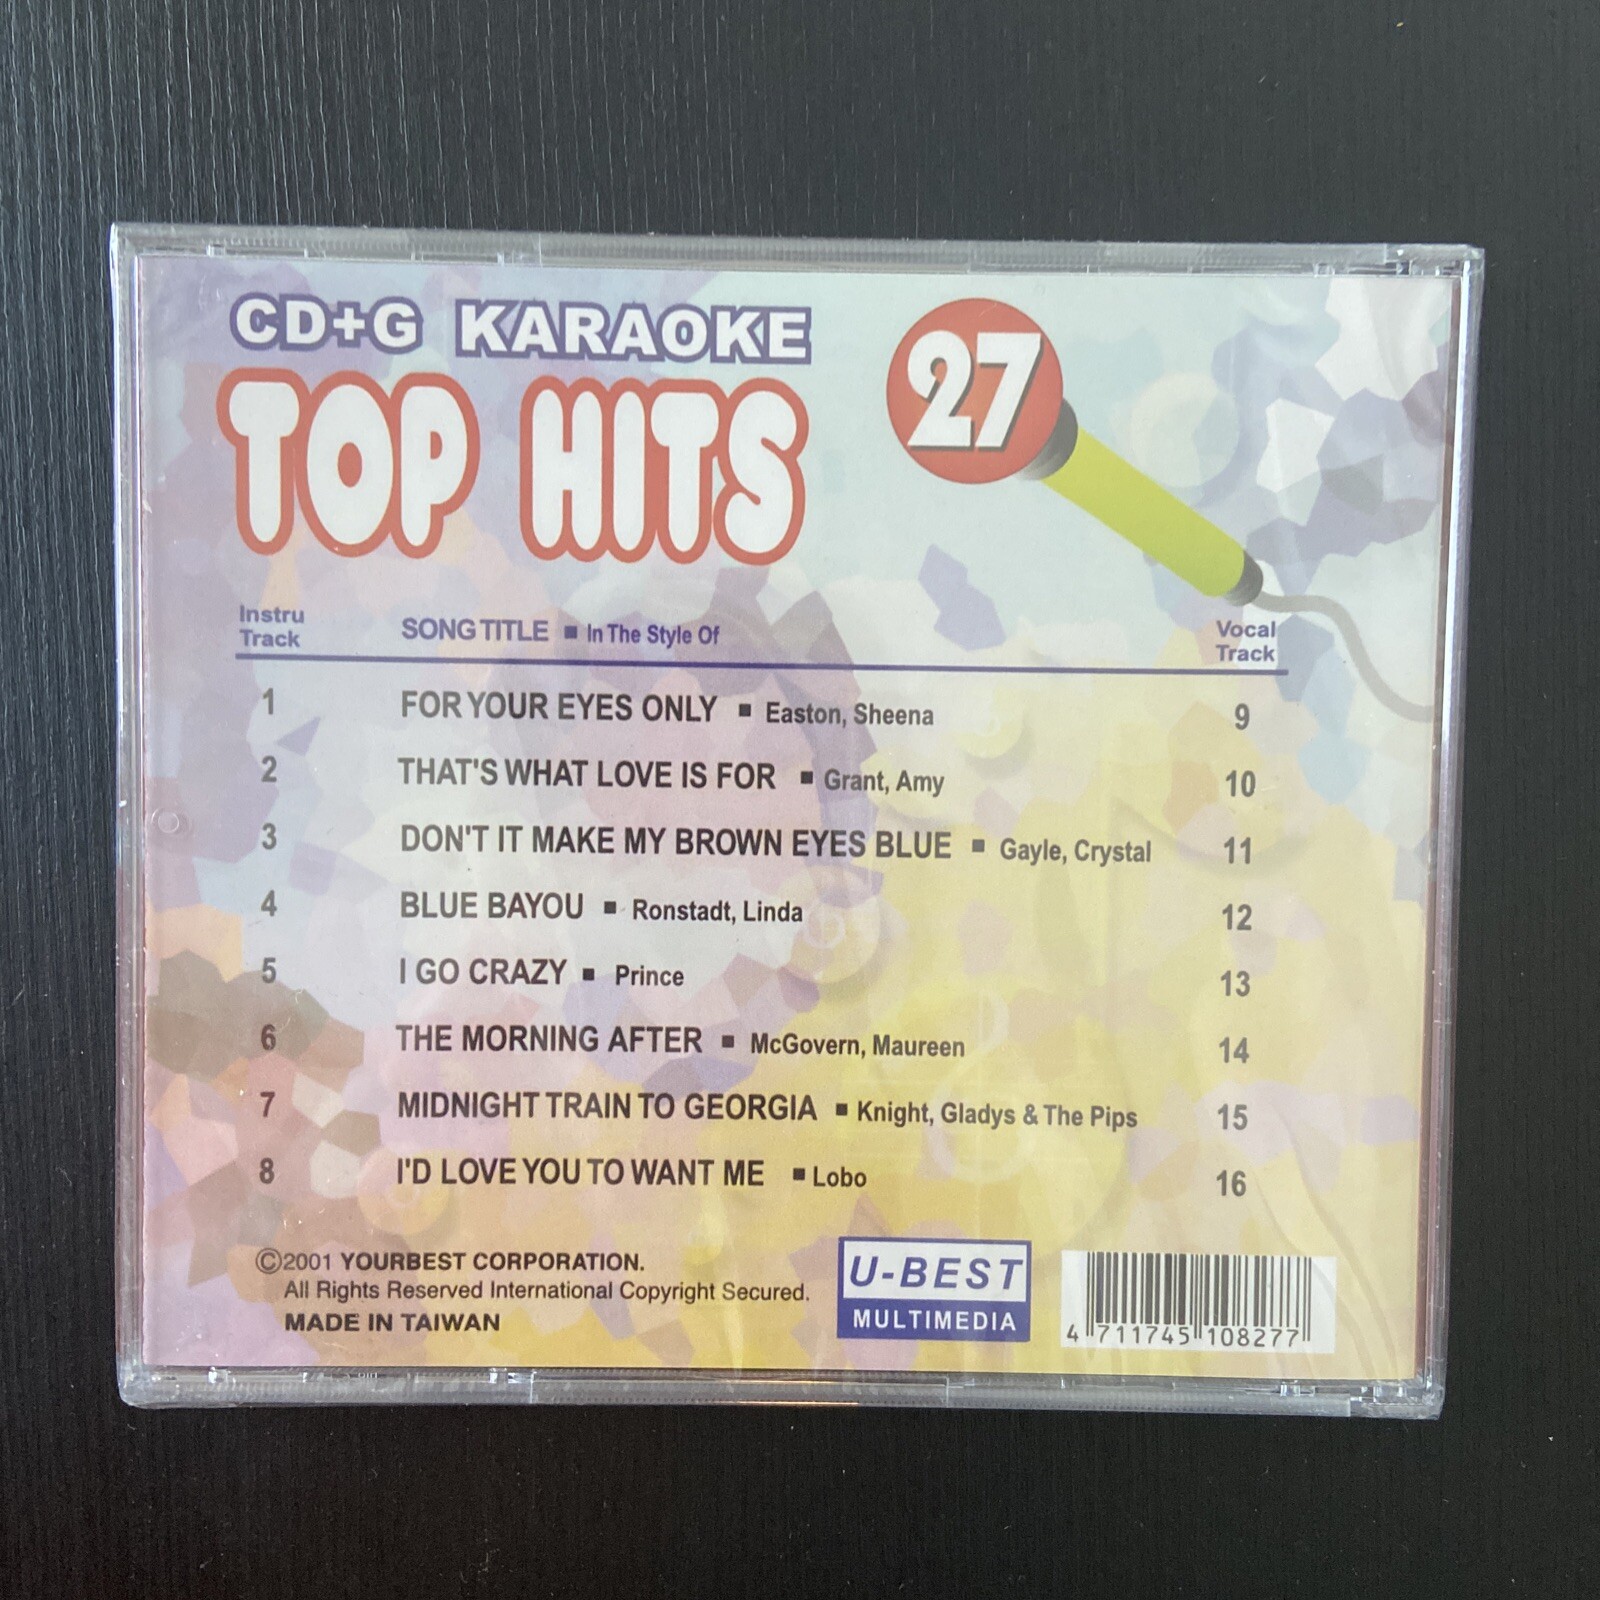 CD+G KARAOKE
TOP HITS
27
Instru Track SONG TITLE ■ In The Style Of Vocal Track
1 FOR YOUR EYES ONLY ■ Easton, Sheena 9
2 THAT'S WHAT LOVE IS FOR ■ Grant, Amy 10
3 DON'T IT MAKE MY BROWN EYES BLUE ■ Gayle, Crystal 11
4 BLUE BAYOU ■ Ronstadt, Linda 12
5 I GO CRAZY ■ Prince 13
6 THE MORNING AFTER ■ McGovern, Maureen 14
7 MIDNIGHT TRAIN TO GEORGIA ■ Knight, Gladys & The Pips 15
8 I'D LOVE YOU TO WANT ME ■ Lobo 16
©2001 YOURBEST CORPORATION.
All Rights Reserved International Copyright Secured.
MADE IN TAIWAN
U-BEST
MULTIMEDIA
4 711745 108277